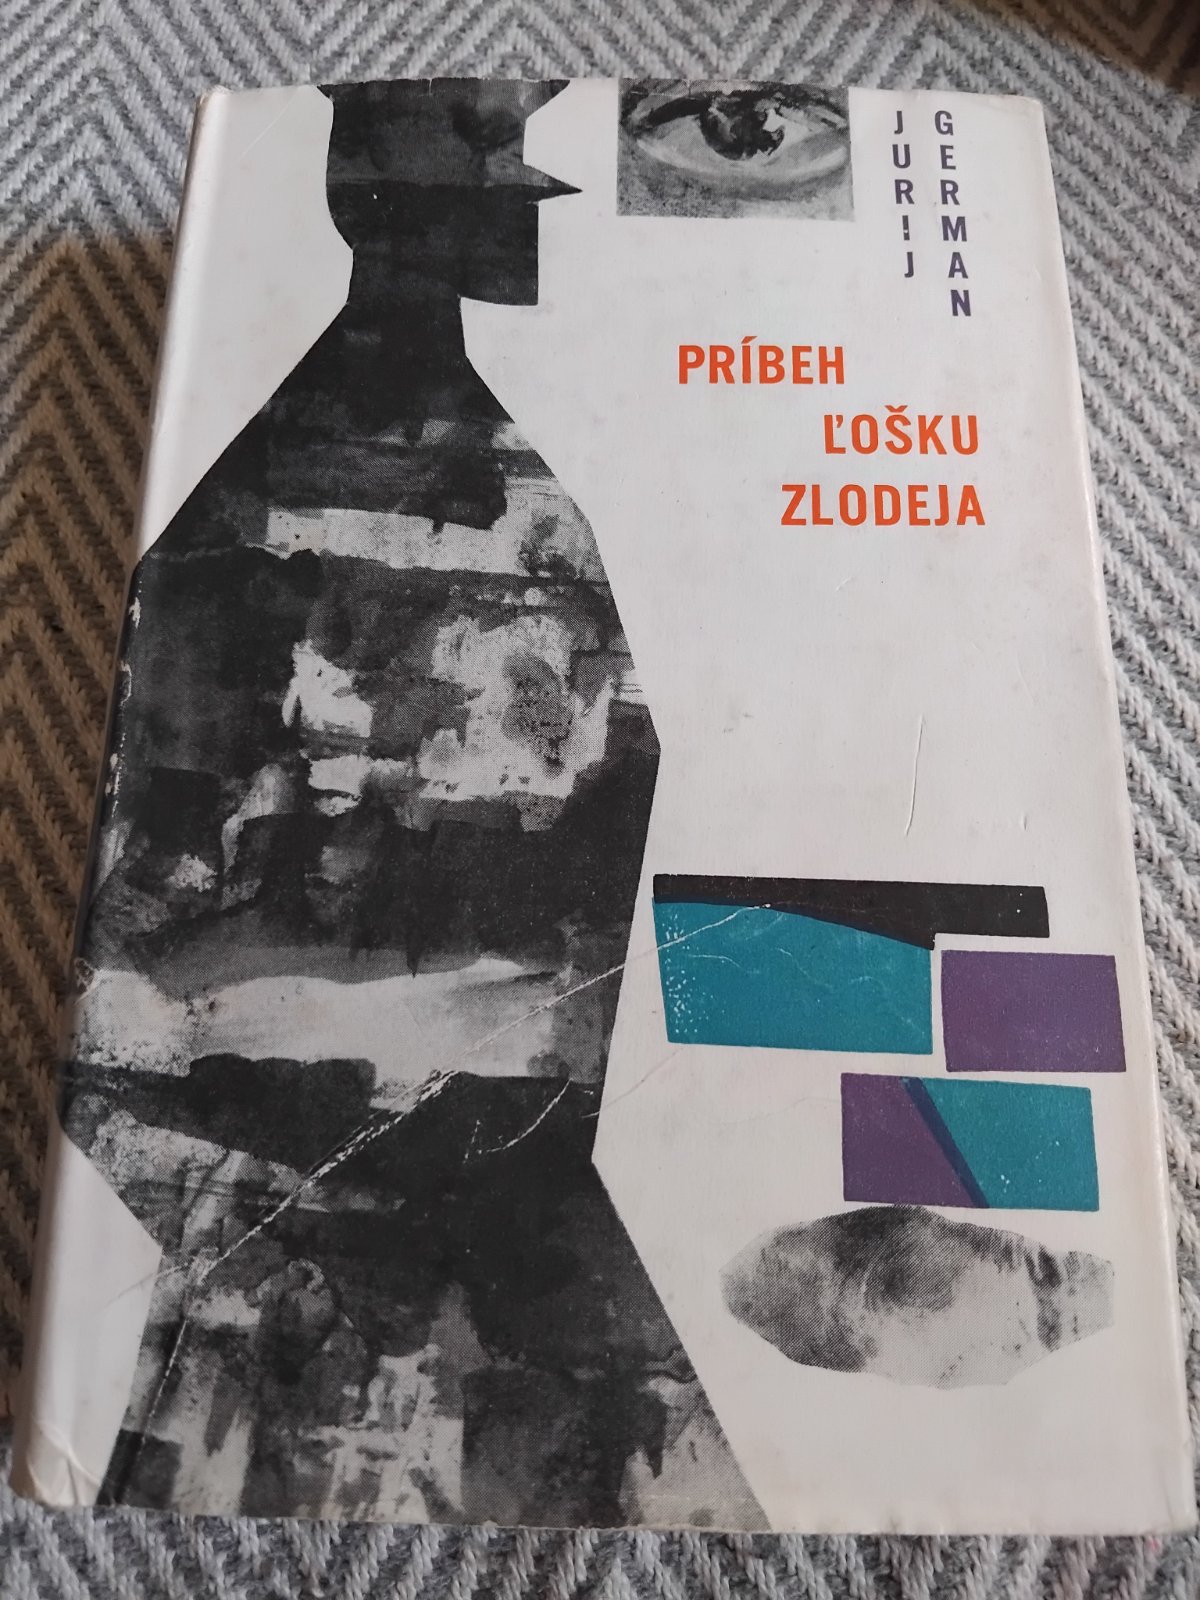 JURIJ
GERMAN
PRÍBEH
ĽOŠKU
ZLODEJA